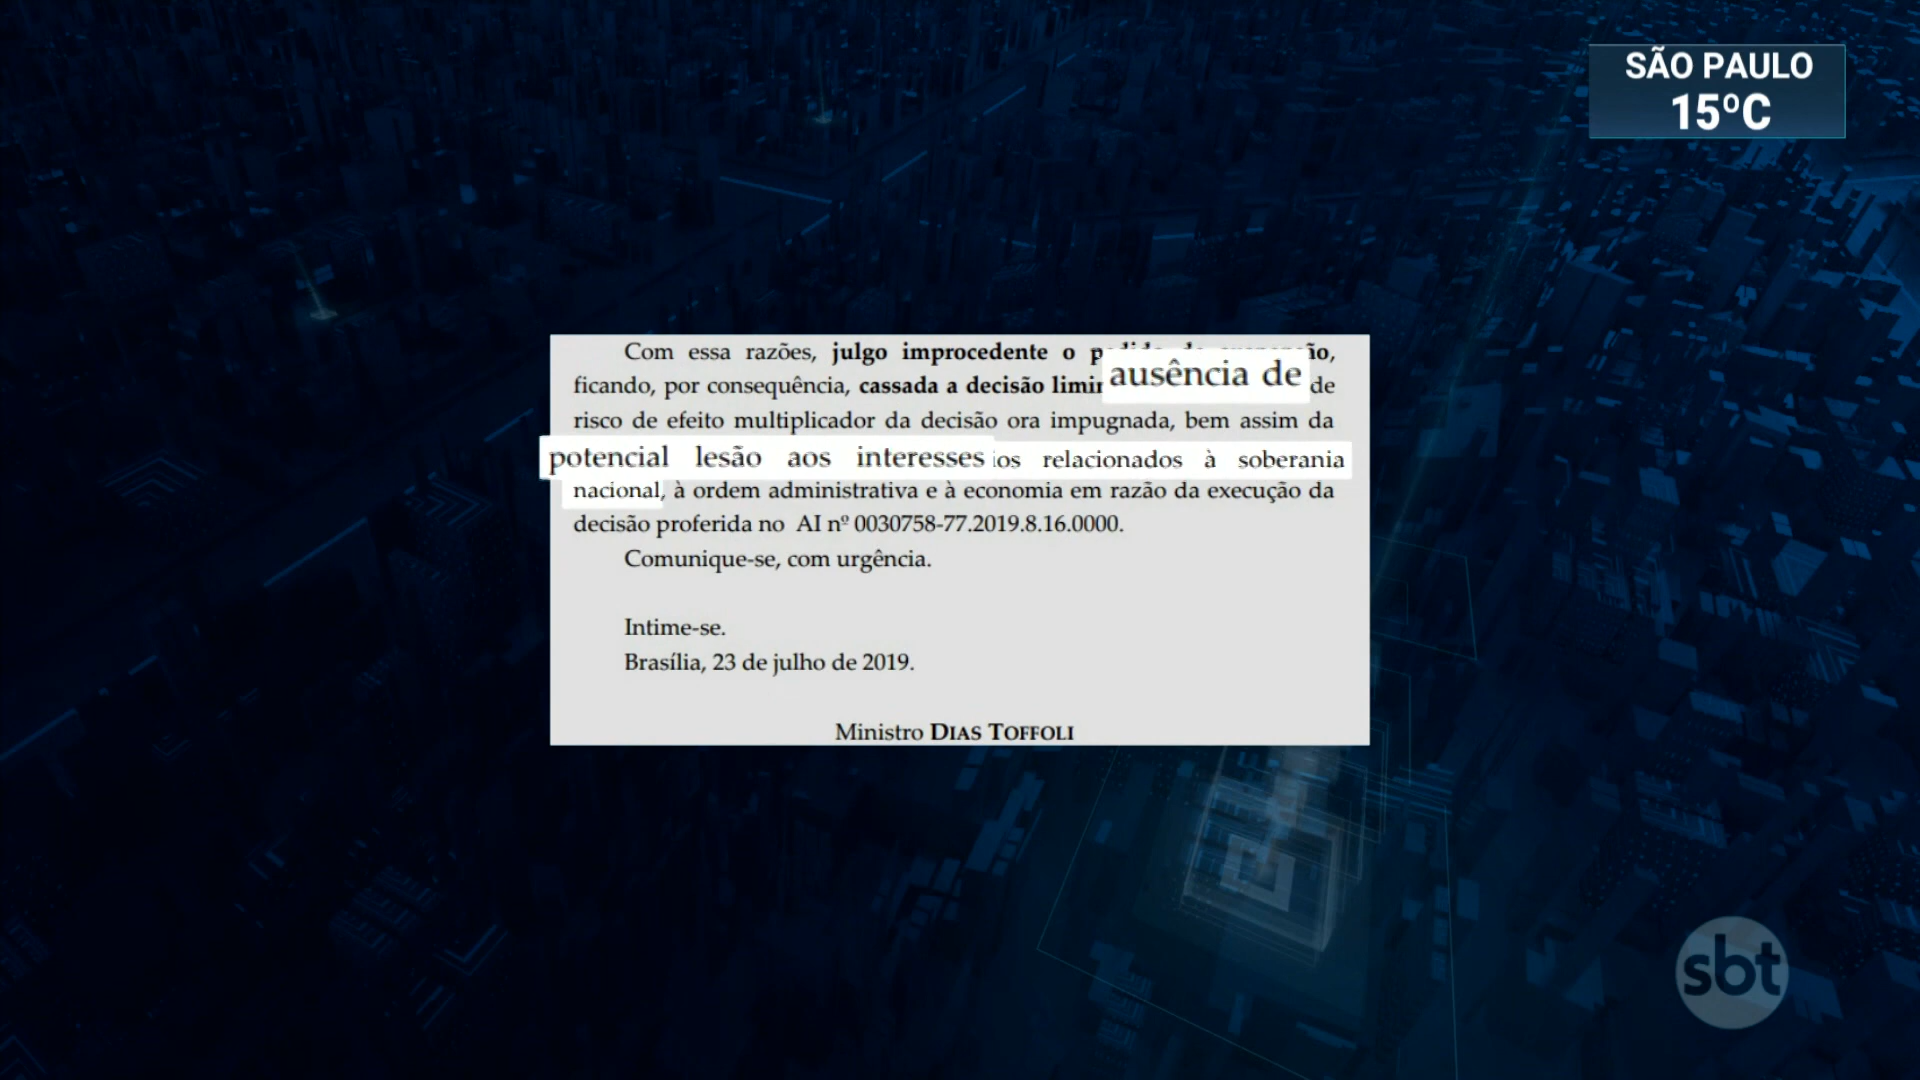 SÃO PAULO
15ºC
Com essa razões, julgo improcedente o
ficando, por consequência, cassada a decisão ausência de de
risco de efeito multiplicador da decisão ora impugnada, bem assim da
potencial lesão aos interesses relacionados à soberania
nacional, à ordem administrativa e à economia em razão da execução da
decisão proferida no AI nº 0030758-77.2019.8.16.0000.
Comunique-se, com urgência.
Intime-se.
Brasília, 23 de julho de 2019.
Ministro DIAS TOFFOLI
sbt